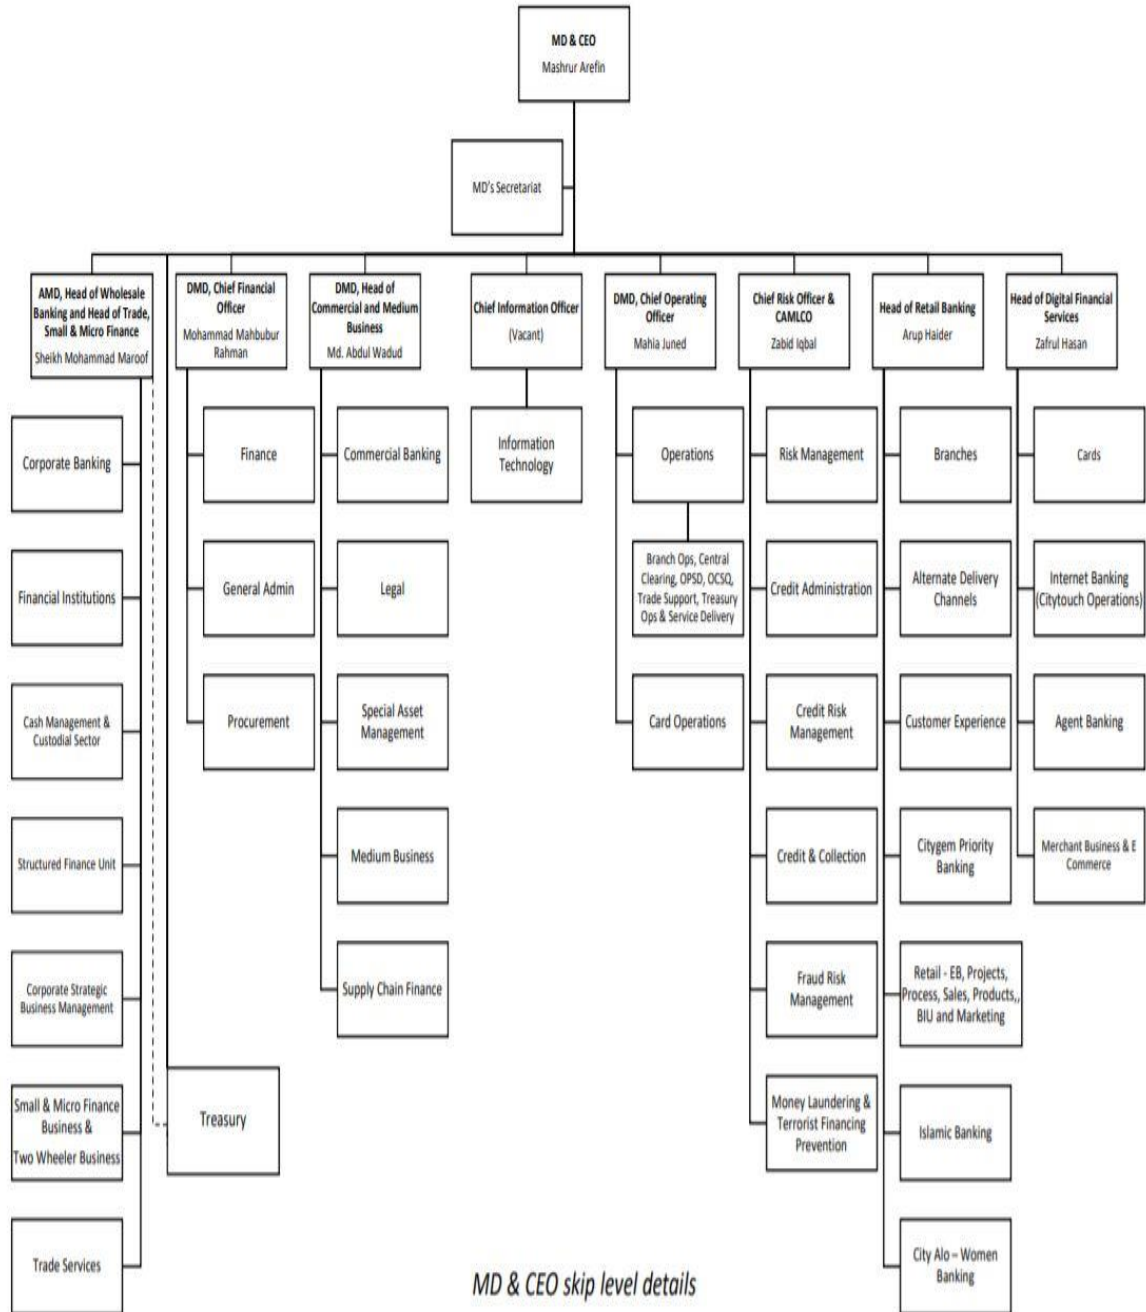 MD & CEO
Mashrur Arefin
MD's Secretariat
AMD, Head of Wholesale
Banking and Head of Trade,
Small & Micro Finance
Sheikh Mohammad Maroof
DMD, Chief Financial
Officer
Mohammad Mahbubur
Rahman
DMD, Head of
Commercial and Medium
Business
Md. Abdul Wadud
Chief Information Officer
(Vacant)
DMD, Chief Operating
Officer
Mahia Juned
Chief Risk Officer &
CAMLCO
Zabid Iqbal
Head of Retail Banking
Arup Haider
Head of Digital Financial
Services
Zafrul Hasan
Corporate Banking
Finance
Commercial Banking
Information
Technology
Operations
Risk Management
Branches
Cards
Financial Institutions
General Admin
Legal
Branch Ops, Central
Clearing, OPSD, OCSQ,
Trade Support, Treasury
Ops & Service Delivery
Credit Administration
Alternate Delivery
Channels
Internet Banking
(Citytouch Operations)
Cash Management &
Custodial Sector
Procurement
Special Asset
Management
Card Operations
Credit Risk
Management
Customer Experience
Agent Banking
Structured Finance Unit
Medium Business
Credit & Collection
Citygem Priority
Banking
Merchant Business & E
Commerce
Corporate Strategic
Business Management
Supply Chain Finance
Fraud Risk
Management
Retail - EB, Projects,
Process, Sales, Products,,
BIU and Marketing
Small & Micro Finance
Business &
Two Wheeler Business
Treasury
Money Laundering &
Terrorist Financing
Prevention
Islamic Banking
Trade Services
City Alo – Women
Banking
MD & CEO skip level details